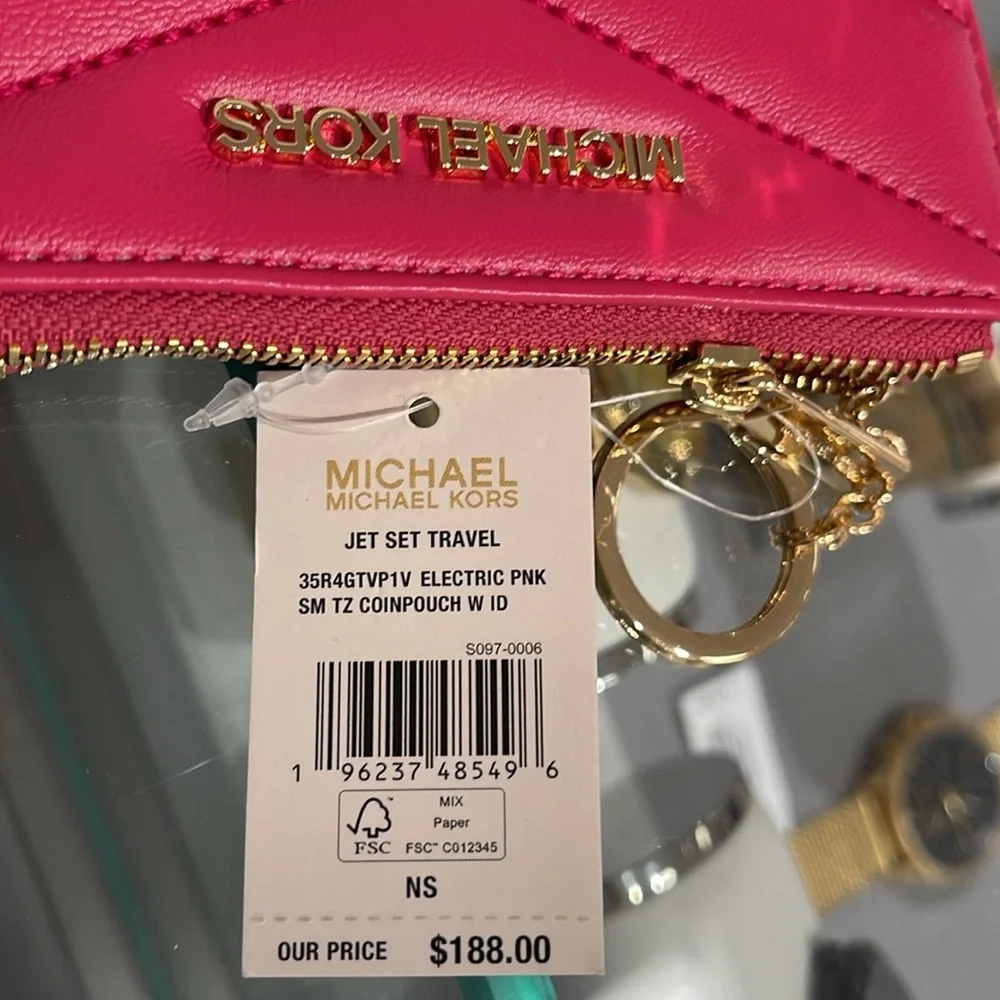 MICHAEL KORS
MICHAEL
MICHAEL KORS
JET SET TRAVEL
35R4GTVP1V ELECTRIC PNK
SM TZ COINPOUCH W ID
S097-0006
1 96237 48549 6
MIX
Paper
FSC™ C012345
FSC
NS
OUR PRICE $188.00